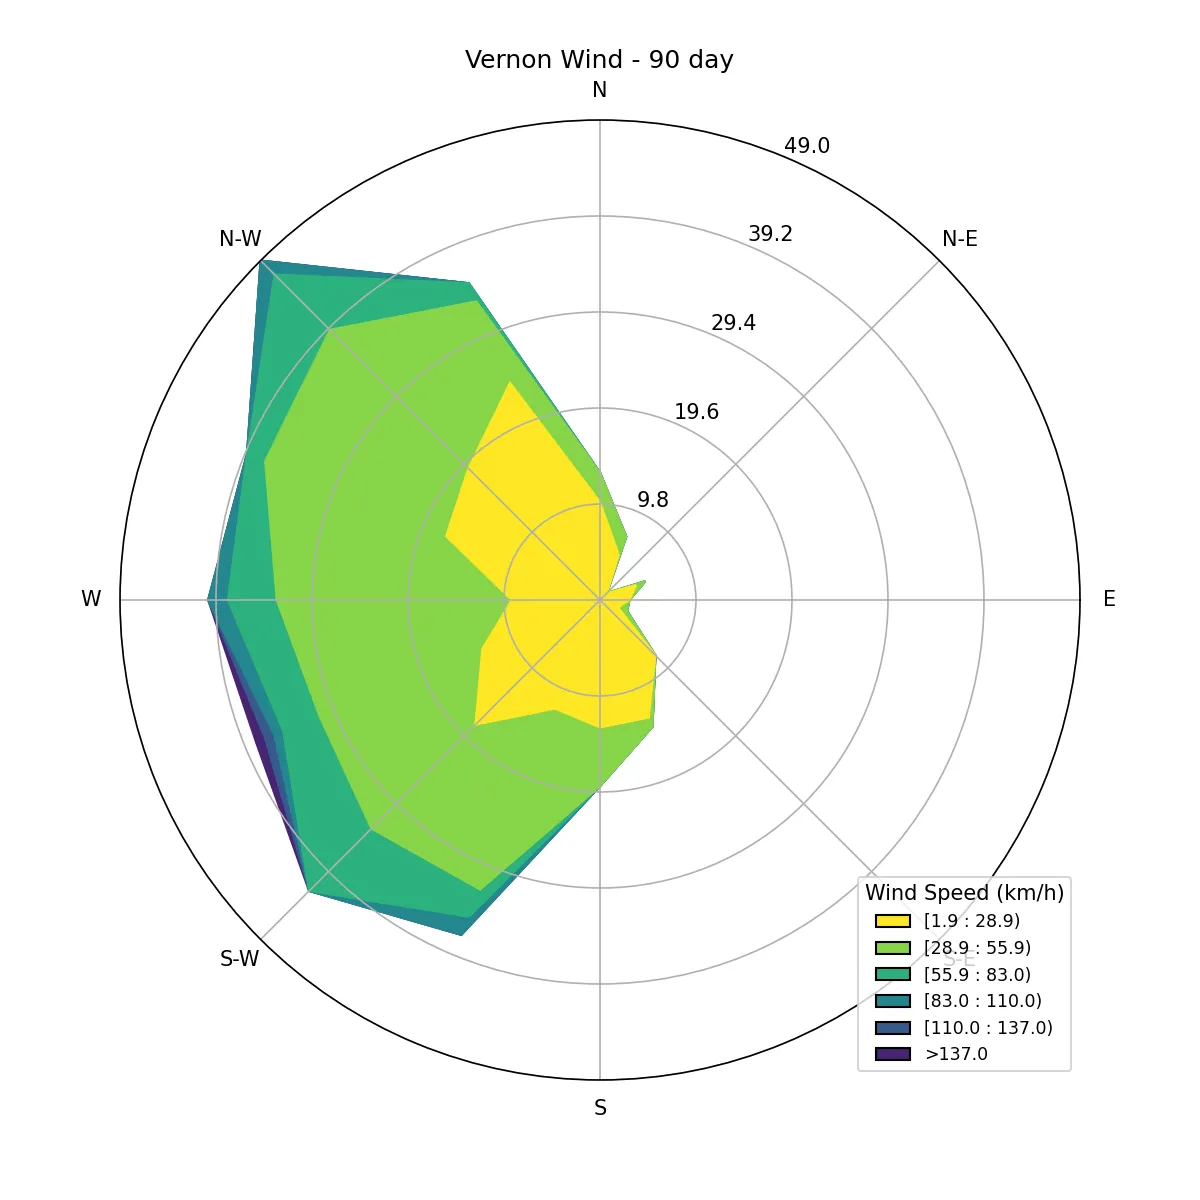 Vernon Wind - 90 day
N
49.0
39.2
N-W
N-E
29.4
19.6
9.8
W
E
Wind Speed (km/h)
[1.9 : 28.9)
[28.9 : 55.9)
S-W
S-E
[55.9 : 83.0)
[83.0 : 110.0)
[110.0 : 137.0)
>137.0
S